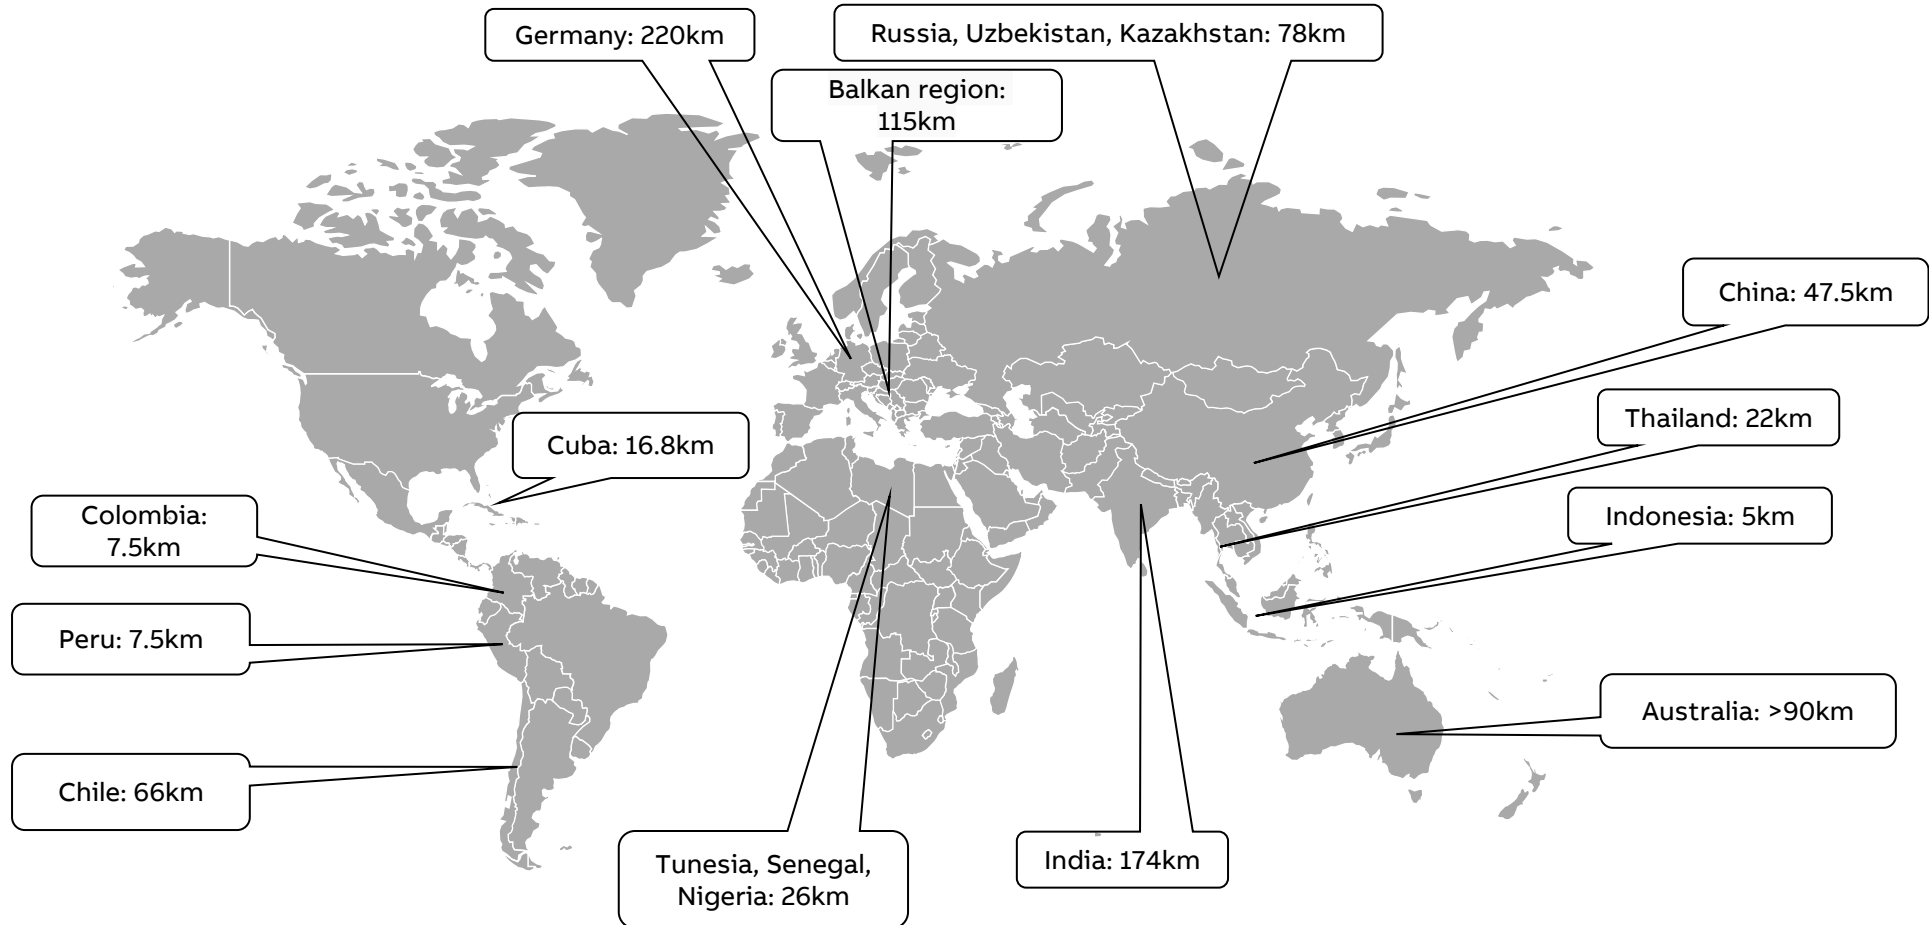 Germany: 220km
Russia, Uzbekistan, Kazakhstan: 78km
Balkan region:
115km
China: 47.5km
Thailand: 22km
Cuba: 16.8km
Indonesia: 5km
Colombia:
7.5km
Peru: 7.5km
Australia: >90km
Chile: 66km
Tunesia, Senegal,
Nigeria: 26km
India: 174km